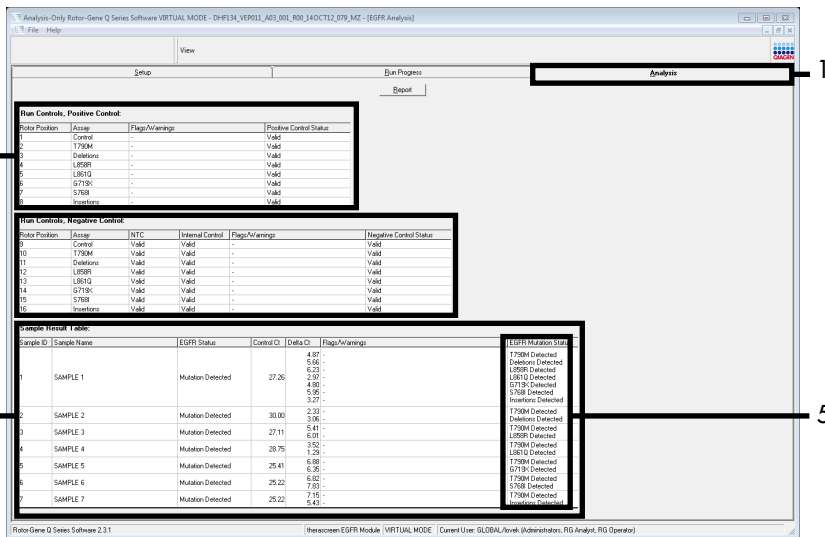 Analysis-Only Rotor-Gene Q Series Software VIRTUAL MODE - DHF134_VEP011_A03_001_R00_14OCT12_079_MZ - [EGFR Analysis]
File Help
View
QIAGEN
Setup Run Progress Analysis 1
Report
Run Controls, Positive Control:
Rotor Position Assay Flags/Warnings Positive Control Status
1 Control - Valid
2 T790M - Valid
3 Deletions - Valid
4 L858R - Valid
5 L861Q - Valid
6 G719X - Valid
7 S768I - Valid
8 Insertions - Valid
Run Controls, Negative Control:
Rotor Position Assay NTC Internal Control Flags/Warnings Negative Control Status
9 Control Valid Valid - Valid
10 T790M Valid Valid - Valid
11 Deletions Valid Valid - Valid
12 L858R Valid Valid - Valid
13 L861Q Valid Valid - Valid
14 G719X Valid Valid - Valid
15 S768I Valid Valid - Valid
16 Insertions Valid Valid - Valid
Sample Result Table:
Sample ID Sample Name EGFR Status Control Ct Delta Ct Flags/Warnings EGFR Mutation Status
4.87 - T790M Detected
5.66 - Deletions Detected
6.23 - L858R Detected
1 SAMPLE 1 Mutation Detected 27.26 2.97 - L861Q Detected
4.80 - G719X Detected
5.95 - S768I Detected
3.27 - Insertions Detected
2 SAMPLE 2 Mutation Detected 30.00 2.33 - T790M Detected
3.06 - Deletions Detected
5
3 SAMPLE 3 Mutation Detected 27.11 5.41 - T790M Detected
6.01 - L858R Detected
4 SAMPLE 4 Mutation Detected 28.75 3.52 - T790M Detected
1.29 - L861Q Detected
5 SAMPLE 5 Mutation Detected 25.41 6.88 - T790M Detected
6.35 - G719X Detected
6 SAMPLE 6 Mutation Detected 25.22 6.82 - T790M Detected
7.83 - S768I Detected
7 SAMPLE 7 Mutation Detected 25.22 7.15 - T790M Detected
5.43 - Insertions Detected
Rotor-Gene Q Series Software 2.3.1 therascreen EGFR Module VIRTUAL MODE Current User: GLOBAL/lovek (Administrators, RG Analyst, RG Operator)